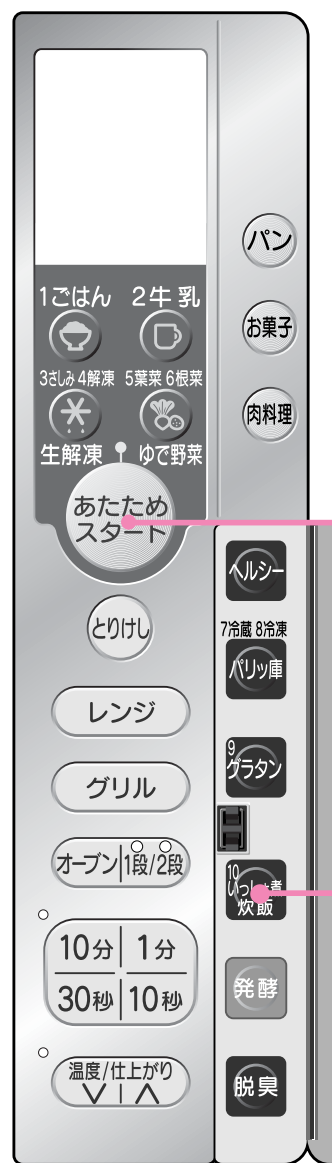 パン
1ごはん 2牛乳
お菓子
3さしみ 4解凍 5葉菜 6根菜
肉料理
生解凍 ゆで野菜
あたため
スタート
ヘルシー
とりけし
7冷蔵 8冷凍
パリッ庫
レンジ
9
グラタン
グリル
オーブン 1段/2段
10
炊飯
10分 1分
30秒 10秒
発酵
温度/仕上がり
脱臭